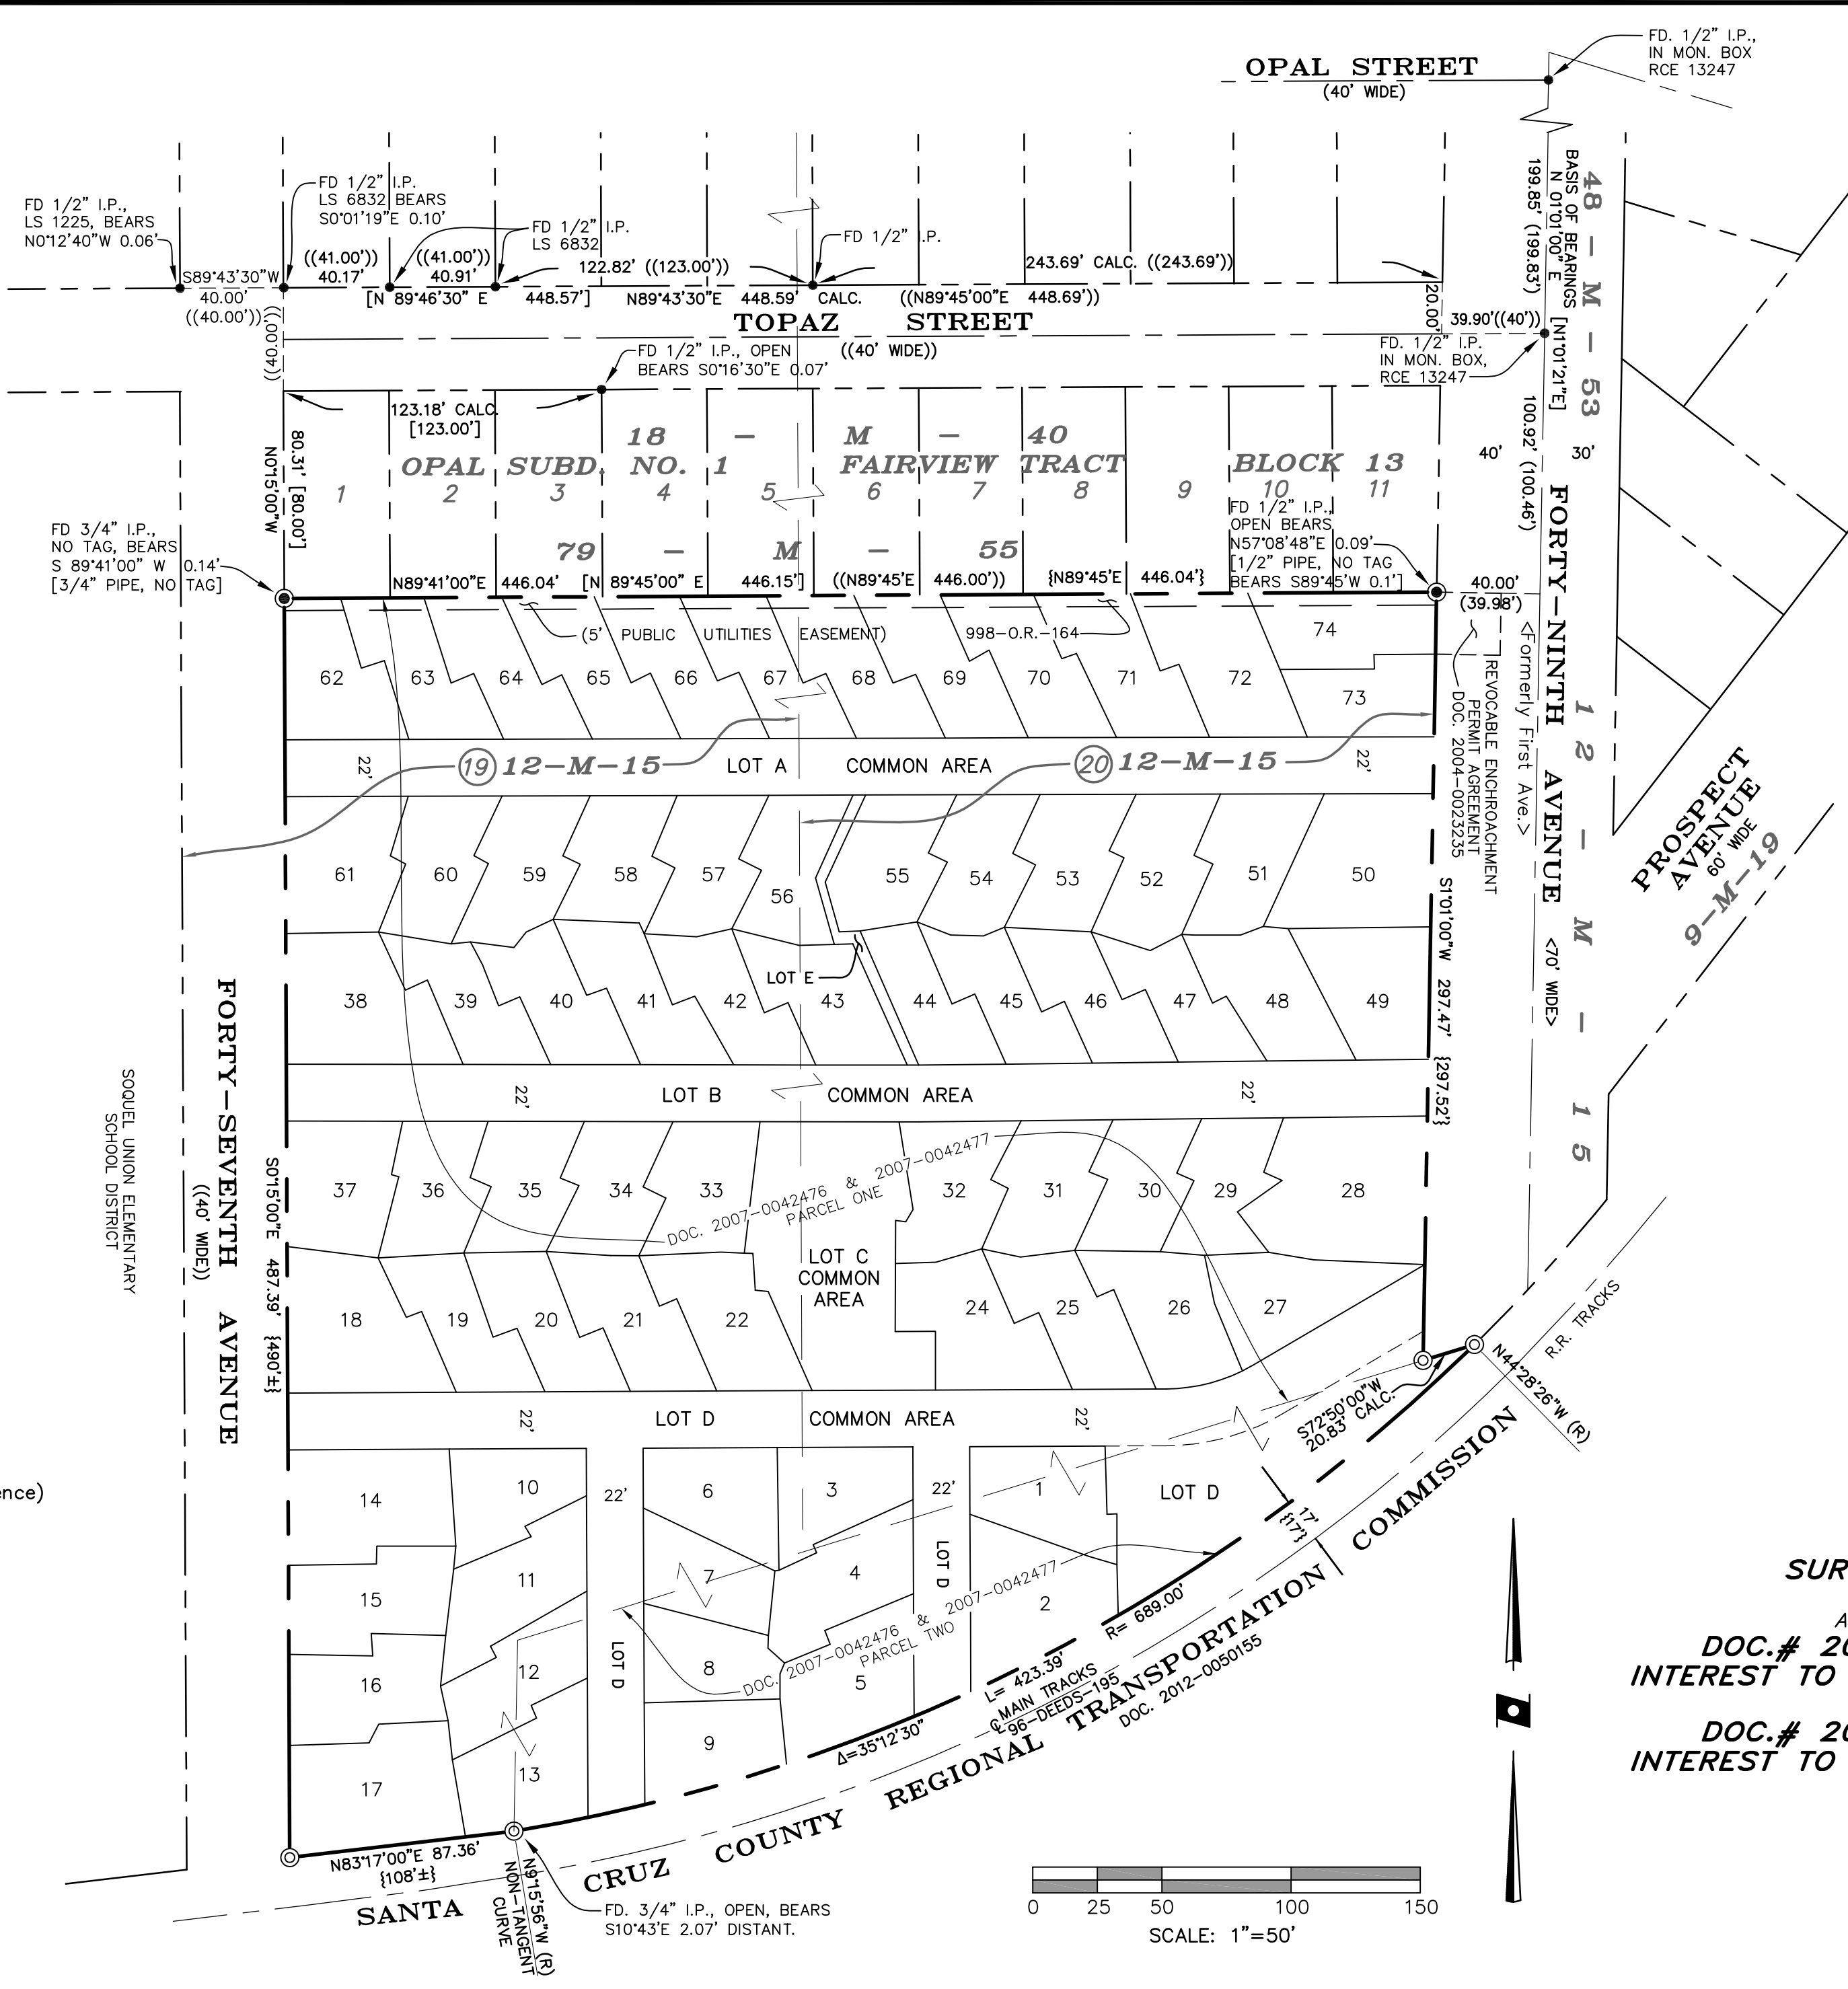 OPAL STREET
(40' WIDE)
FD. 1/2" I.P.,
IN MON. BOX
RCE 13247
FD 1/2" I.P.,
LS 1225, BEARS
N0°12'40"W 0.06'
FD 1/2" I.P.
LS 6832 BEARS
S0°01'19"E 0.10'
FD 1/2" I.P.
LS 6832
FD 1/2" I.P.
S89°43'30"W
40.00'
((40.00'))
((41.00'))
40.17'
((41.00'))
40.91'
122.82' ((123.00'))
243.69' CALC. ((243.69'))
[N 89°46'30" E 448.57']
N89°43'30"E 448.59' CALC.
((N89°45'00"E 448.69'))
TOPAZ STREET
((40' WIDE))
((40.00'))
20.00'
39.90'((40'))
FD. 1/2" I.P.
IN MON. BOX,
RCE 13247
BASIS OF BEARINGS
N 01°01'00" E [N1°01'21"E]
199.85' (199.83')
100.92' (100.46')
48-M-53
FD 1/2" I.P., OPEN
BEARS S0°16'30"E 0.07'
123.18' CALC.
[123.00']
80.31' [80.00']
N0°15'00"W
18 - M - 40
OPAL SUBD. NO. 1 FAIRVIEW TRACT BLOCK 13
1 2 3 4 5 6 7 8 9 10 11
79 - M - 55
40' 30'
FD 1/2" I.P.,
OPEN BEARS
N57°08'48"E 0.09'
[1/2" PIPE, NO TAG
BEARS S89°45'W 0.1']
FD 3/4" I.P.,
NO TAG, BEARS
S 89°41'00" W 0.14'
[3/4" PIPE, NO TAG]
N89°41'00"E 446.04' [N 89°45'00" E 446.15'] ((N89°45'E 446.00')) {N89°45'E 446.04'}
40.00'
(39.98')
(5' PUBLIC UTILITIES EASEMENT)
998-O.R.-164
74
62 63 64 65 66 67 68 69 70 71 72 73
REVOCABLE ENCHROACHMENT
PERMIT AGREEMENT
DOC. 2004-0023235
FORTY-NINTH AVENUE
<Formerly First Ave.>
<70' WIDE>
12-M-15
PROSPECT
AVENUE
60' WIDE
9-M-19
22'
19 12-M-15
LOT A COMMON AREA
20 12-M-15
22'
61 60 59 58 57 56 55 54 53 52 51 50
LOT E
38 39 40 41 42 43 44 45 46 47 48 49
S1°01'00"W 297.47' {297.52'}
22'
LOT B COMMON AREA
22'
FORTY-SEVENTH AVENUE
((40' WIDE))
SOQUEL UNION ELEMENTARY
SCHOOL DISTRICT
S0°15'00"E 487.39' {490'±}
37 36 35 34 33 32 31 30 29 28
DOC. 2007-0042476 & 2007-0042477
PARCEL ONE
LOT C
COMMON
AREA
18 19 20 21 22 24 25 26 27
R.R. TRACKS
N44°28'26"W (R)
S72°50'00"W
20.83' CALC.
22'
LOT D COMMON AREA
22'
ence)
14 10 22' 6 3 22' 1 LOT D
17'
{17'}
15 11 7 4 LOT D 2
DOC. 2007-0042476 & 2007-0042477
PARCEL TWO
16 12 LOT D 8 5
17 13 9
Δ=35°12'30" L= 423.39' R= 689.00'
℄ MAIN TRACKS
96-DEEDS-195
SANTA CRUZ COUNTY REGIONAL TRANSPORTATION COMMISSION
DOC. 2012-0050155
N83°17'00"E 87.36'
{108'±}
N9°15'56"W (R)
NON-TANGENT
CURVE
FD. 3/4" I.P., OPEN, BEARS
S10°43'E 2.07' DISTANT.
0 25 50 100 150
SCALE: 1"=50'
SUR
A
DOC.# 20
INTEREST TO
DOC.# 20
INTEREST TO